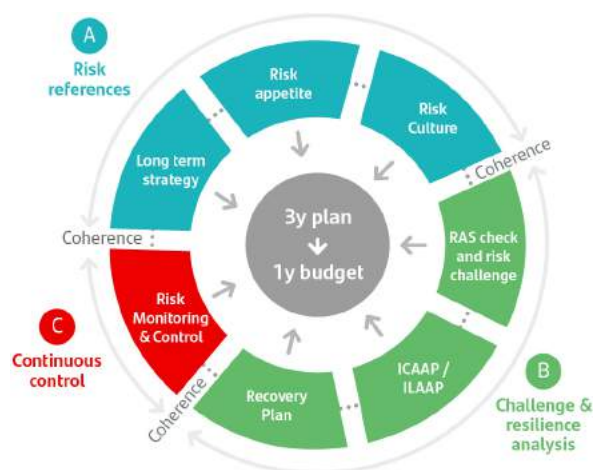 A
Risk
references
Risk
appetite
Risk
Culture
Long term
strategy
Coherence
Coherence
3y plan
1y budget
RAS check
and risk
challenge
Risk
Monitoring
& Control
C
Continuous
control
Coherence
Recovery
Plan
ICAAP /
ILAAP
B
Challenge &
resilience
analysis